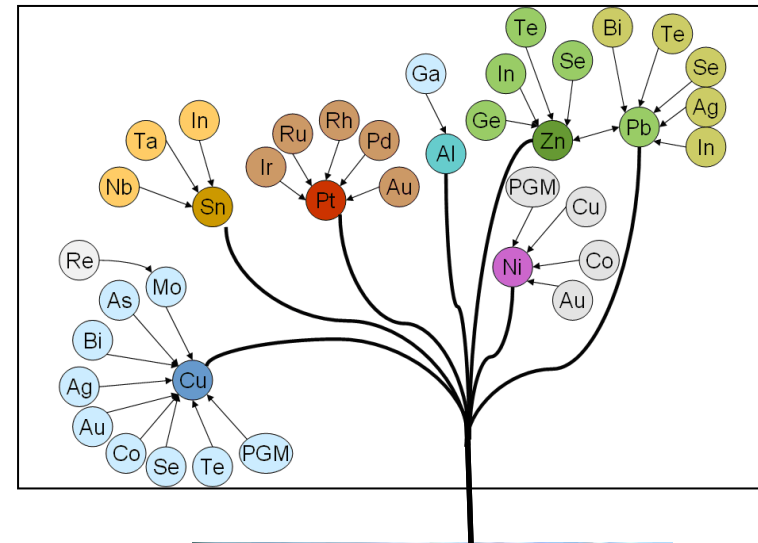 Te
Bi
Te
Ga
In
Se
Se
Ge
Zn
Pb
Ag
In
In
Ta
Nb
Sn
Ru
Rh
Ir
Pd
Au
Pt
Al
PGM
Cu
Ni
Co
Au
Re
Mo
As
Bi
Ag
Cu
Au
Co
Se
Te
PGM